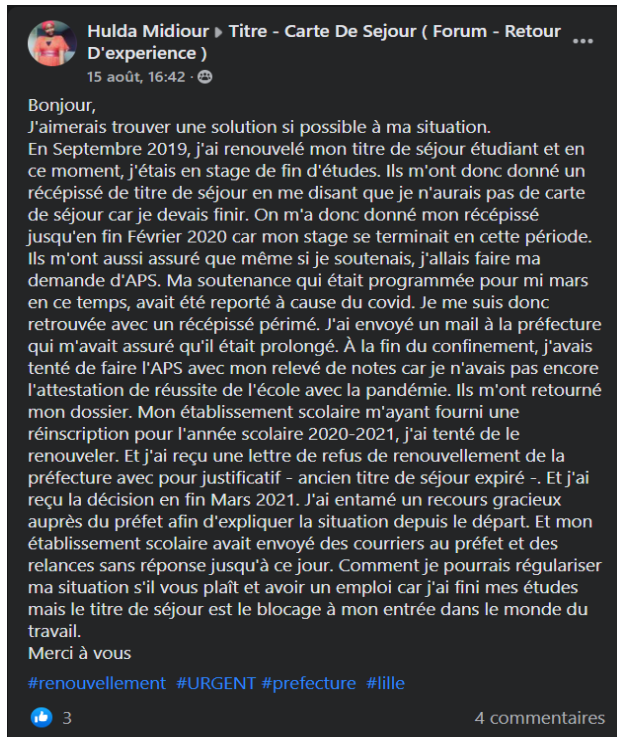 Hulda Midiour ▸ Titre - Carte De Sejour ( Forum - Retour
D'experience )
15 août, 16:42 ·
Bonjour,
J'aimerais trouver une solution si possible à ma situation.
En Septembre 2019, j'ai renouvelé mon titre de séjour étudiant et en
ce moment, j'étais en stage de fin d'études. Ils m'ont donc donné un
récépissé de titre de séjour en me disant que je n'aurais pas de carte
de séjour car je devais finir. On m'a donc donné mon récépissé
jusqu'en fin Février 2020 car mon stage se terminait en cette période.
Ils m'ont aussi assuré que même si je soutenais, j'allais faire ma
demande d'APS. Ma soutenance qui était programmée pour mi mars
en ce temps, avait été reporté à cause du covid. Je me suis donc
retrouvée avec un récépissé périmé. J'ai envoyé un mail à la préfecture
qui m'avait assuré qu'il était prolongé. À la fin du confinement, j'avais
tenté de faire l'APS avec mon relevé de notes car je n'avais pas encore
l'attestation de réussite de l'école avec la pandémie. Ils m'ont retourné
mon dossier. Mon établissement scolaire m'ayant fourni une
réinscription pour l'année scolaire 2020-2021, j'ai tenté de le
renouveler. Et j'ai reçu une lettre de refus de renouvellement de la
préfecture avec pour justificatif - ancien titre de séjour expiré -. Et j'ai
reçu la décision en fin Mars 2021. J'ai entamé un recours gracieux
auprès du préfet afin d'expliquer la situation depuis le départ. Et mon
établissement scolaire avait envoyé des courriers au préfet et des
relances sans réponse jusqu'à ce jour. Comment je pourrais régulariser
ma situation s'il vous plaît et avoir un emploi car j'ai fini mes études
mais le titre de séjour est le blocage à mon entrée dans le monde du
travail.
Merci à vous
#renouvellement #URGENT #prefecture #lille
3
4 commentaires